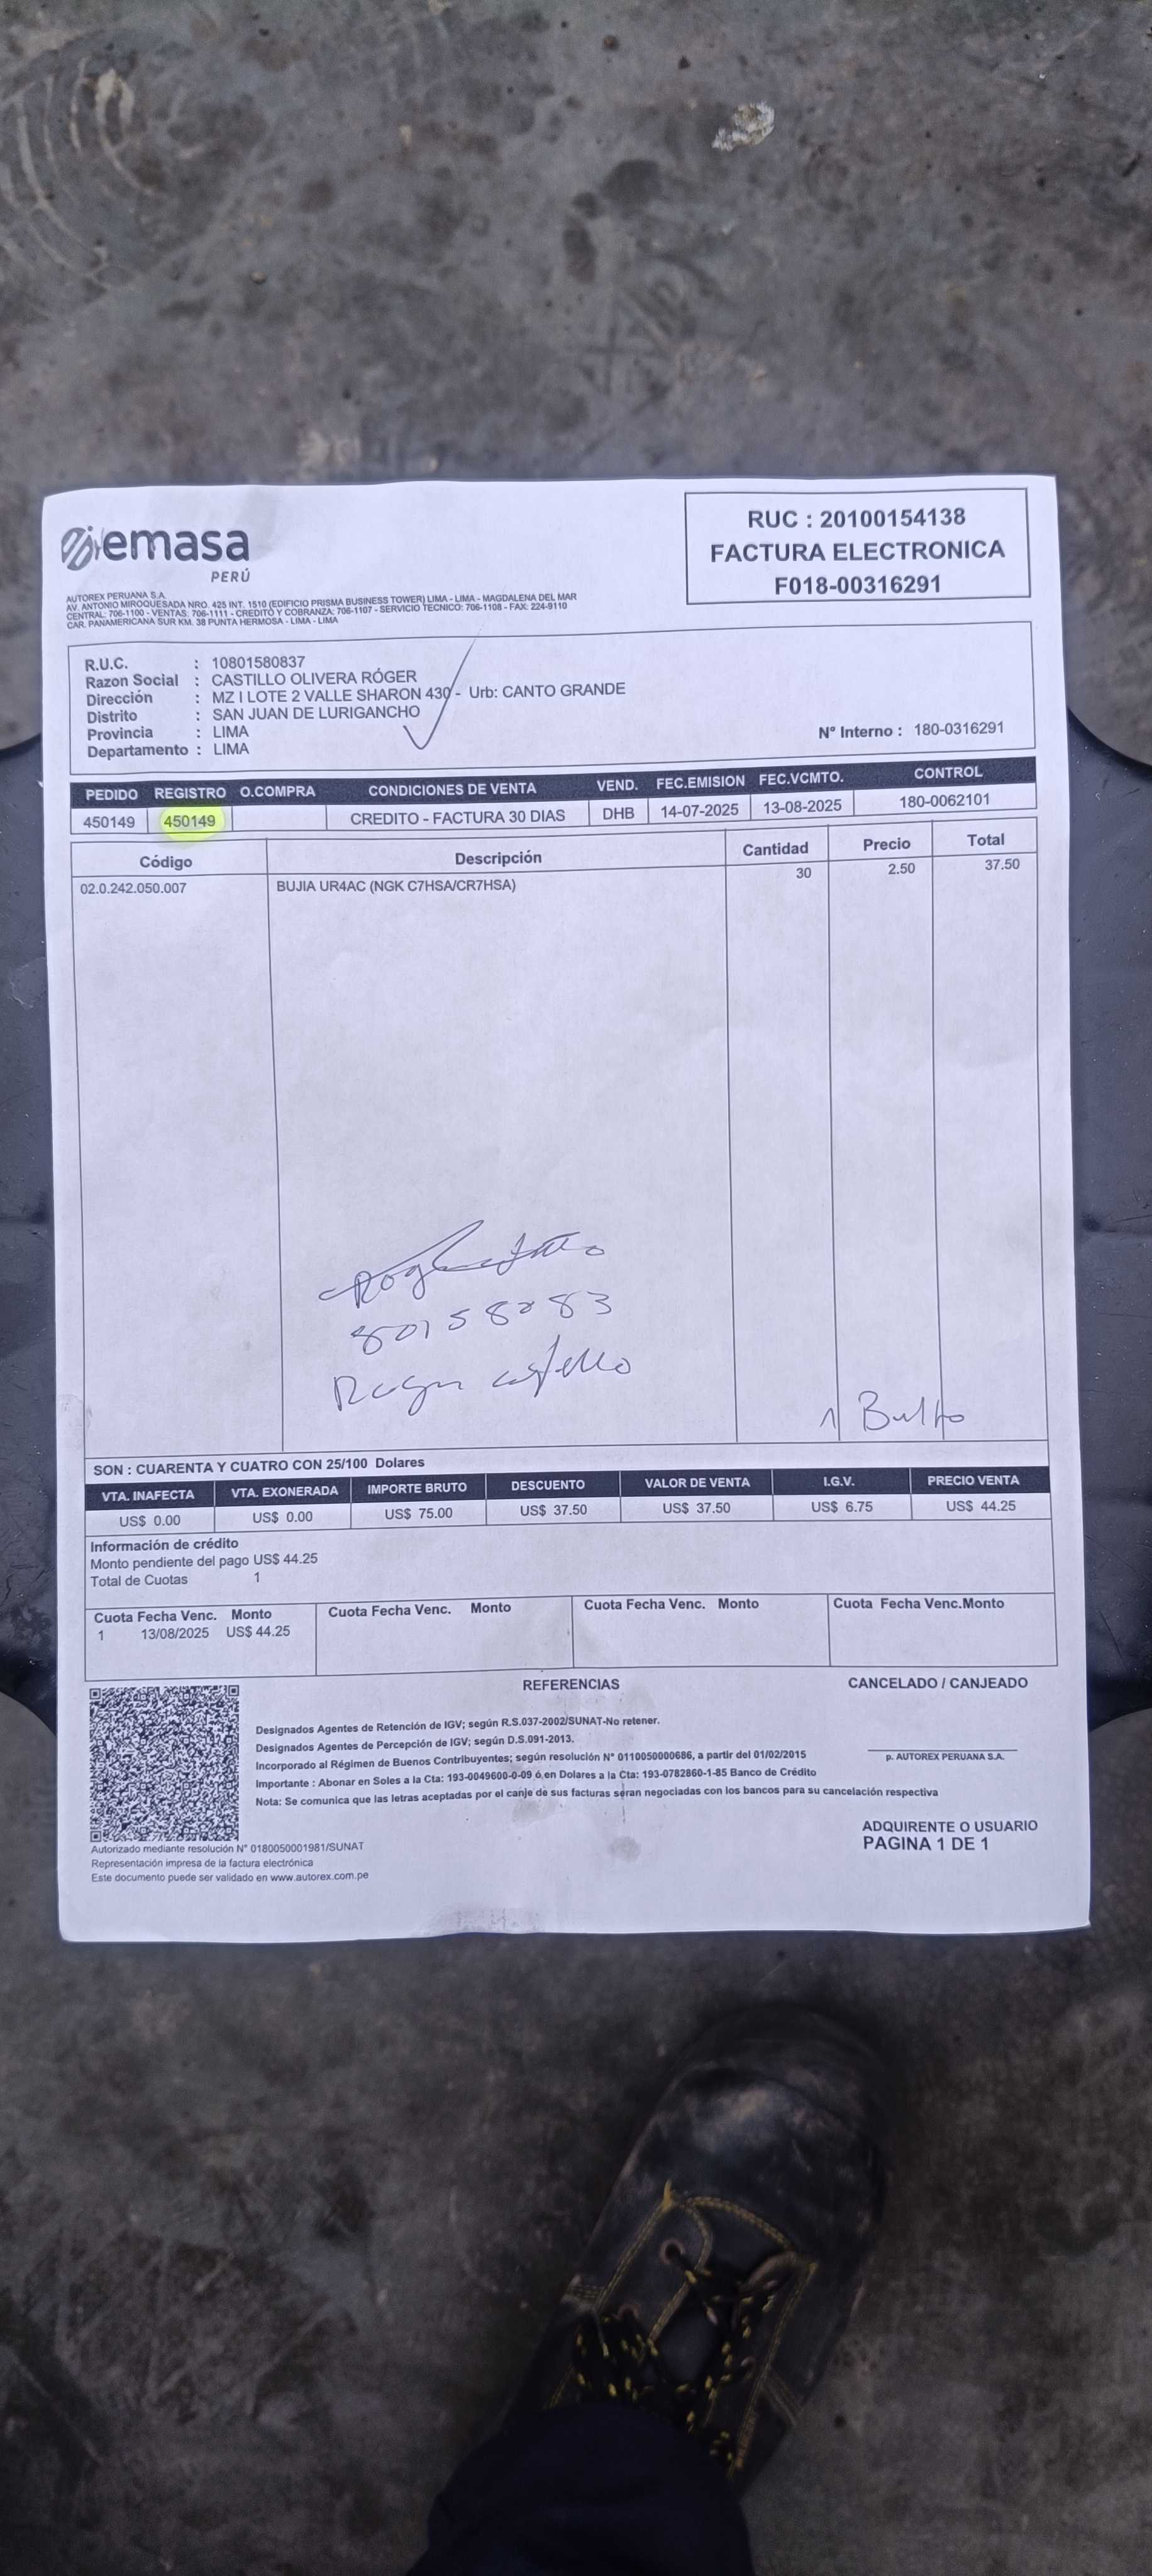 emasa
PERÚ
RUC : 20100154138
FACTURA ELECTRONICA
F018-00316291
AUTOREX PERUANA S.A.
AV. ANTONIO MIROQUESADA NRO. 425 INT. 1510 (EDIFICIO PRISMA BUSINESS TOWER) LIMA - LIMA - MAGDALENA DEL MAR
CENTRAL: 706-1100 - VENTAS: 706-1111 - CREDITO Y COBRANZA: 706-1107 - SERVICIO TECNICO: 706-1108 - FAX: 224-9110
CAR. PANAMERICANA SUR KM. 38 PUNTA HERMOSA - LIMA - LIMA
R.U.C. : 10801580837
Razon Social : CASTILLO OLIVERA RÓGER
Dirección : MZ I LOTE 2 VALLE SHARON 430 - Urb: CANTO GRANDE
Distrito : SAN JUAN DE LURIGANCHO
Provincia : LIMA
Departamento : LIMA
N° Interno : 180-0316291
PEDIDO REGISTRO O.COMPRA CONDICIONES DE VENTA VEND. FEC.EMISION FEC.VCMTO. CONTROL
450149 450149 CREDITO - FACTURA 30 DIAS DHB 14-07-2025 13-08-2025 180-0062101
Código Descripción Cantidad Precio Total
02.0.242.050.007 BUJIA UR4AC (NGK C7HSA/CR7HSA) 30 2.50 37.50
80158083
Roger castillo
1 Bulto
SON : CUARENTA Y CUATRO CON 25/100 Dolares
VTA. INAFECTA VTA. EXONERADA IMPORTE BRUTO DESCUENTO VALOR DE VENTA I.G.V. PRECIO VENTA
US$ 0.00 US$ 0.00 US$ 75.00 US$ 37.50 US$ 37.50 US$ 6.75 US$ 44.25
Información de crédito
Monto pendiente del pago US$ 44.25
Total de Cuotas 1
Cuota Fecha Venc. Monto Cuota Fecha Venc. Monto Cuota Fecha Venc. Monto Cuota Fecha Venc.Monto
1 13/08/2025 US$ 44.25
REFERENCIAS
CANCELADO / CANJEADO
Designados Agentes de Retención de IGV; según R.S.037-2002/SUNAT-No retener.
Designados Agentes de Percepción de IGV; según D.S.091-2013.
Incorporado al Régimen de Buenos Contribuyentes; según resolución N° 0110050000686, a partir del 01/02/2015
Importante : Abonar en Soles a la Cta: 193-0049600-0-09 ó en Dolares a la Cta: 193-0782860-1-85 Banco de Crédito
Nota: Se comunica que las letras aceptadas por el canje de sus facturas seran negociadas con los bancos para su cancelación respectiva
p. AUTOREX PERUANA S.A.
ADQUIRENTE O USUARIO
PAGINA 1 DE 1
Autorizado mediante resolución N° 0180050001981/SUNAT
Representación impresa de la factura electrónica
Este documento puede ser validado en www.autorex.com.pe